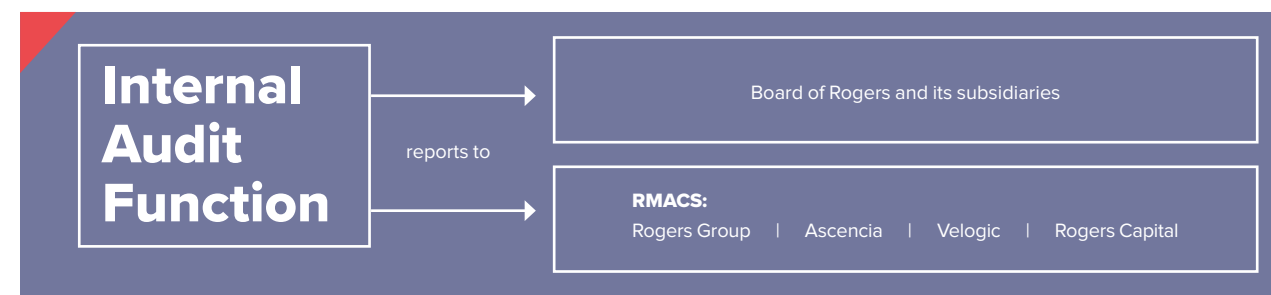 Internal
Audit
Function
reports to
Board of Rogers and its subsidiaries
RMACS:
Rogers Group | Ascencia | Velogic | Rogers Capital